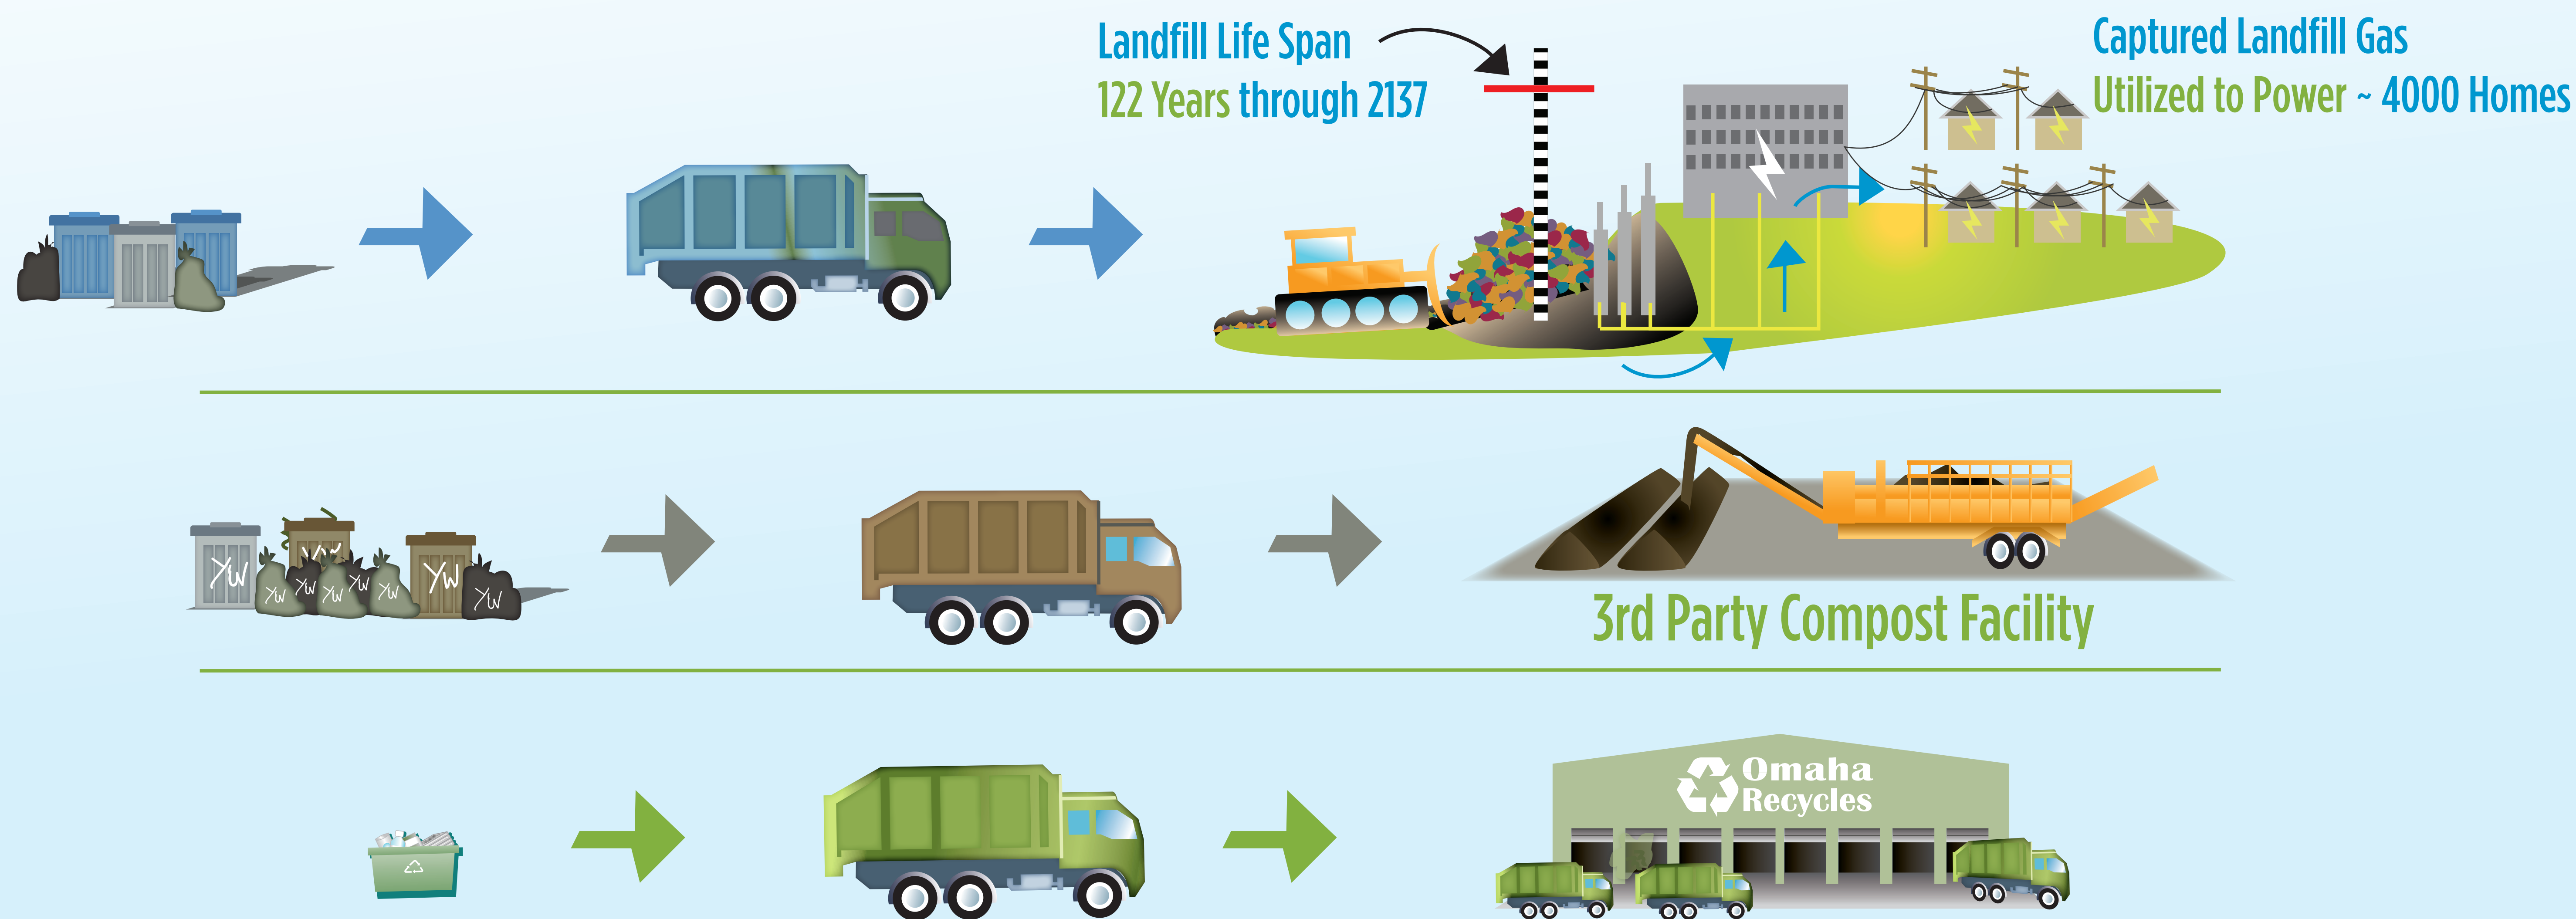 Landfill Life Span
122 Years through 2137
Captured Landfill Gas
Utilized to Power ~ 4000 Homes
YW
YW
YW
YW
YW
YW
YW
YW
YW
3rd Party Compost Facility
Omaha
Recycles